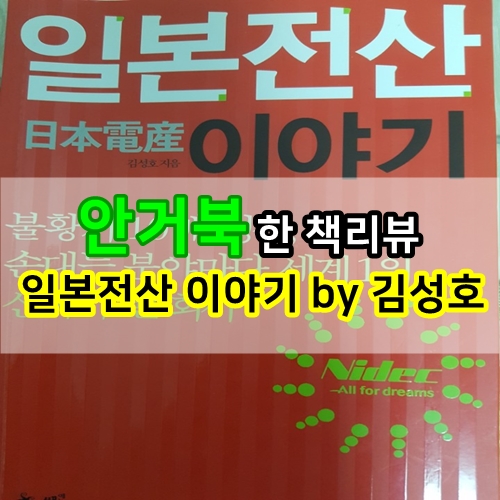 일본전산
日本電産 이야기
김성호 지음
안거북 한 책리뷰
일본전산 이야기 by 김성호
Nidec
All for dreams